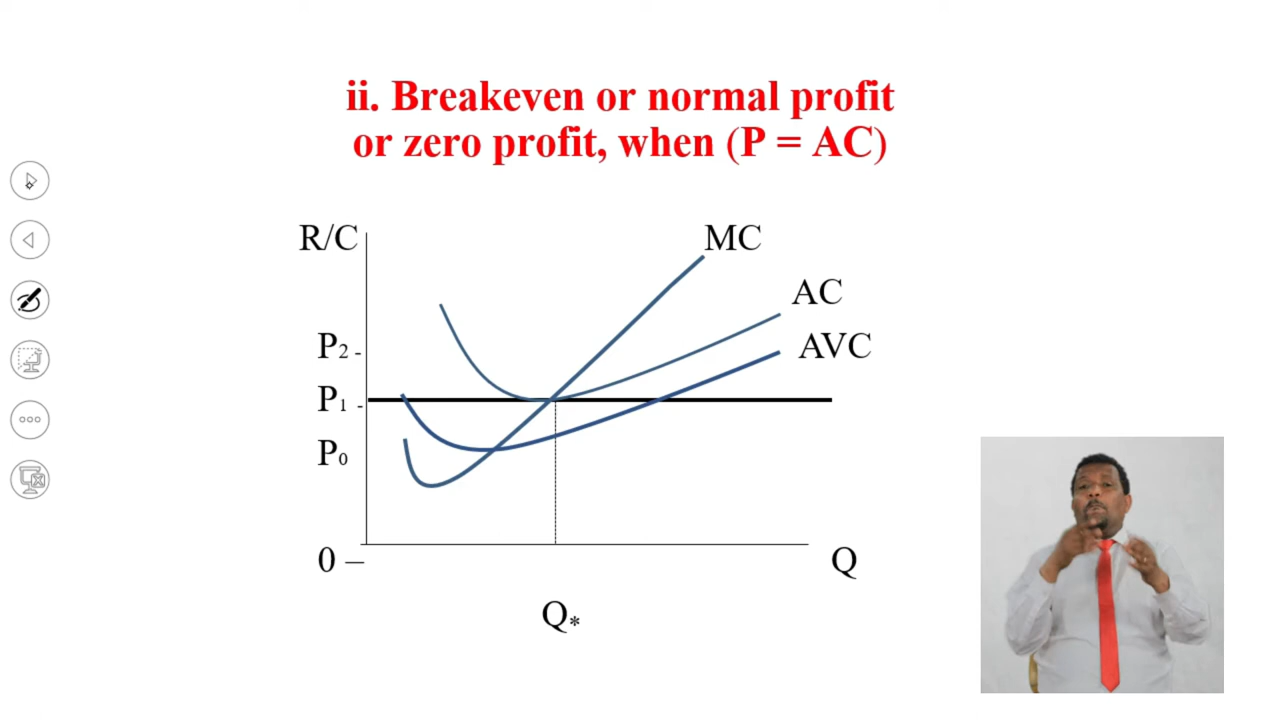 ii. Breakeven or normal profit
or zero profit, when (P = AC)
R/C
MC
AC
P2 -
AVC
P1 -
P0
0
Q
Q*